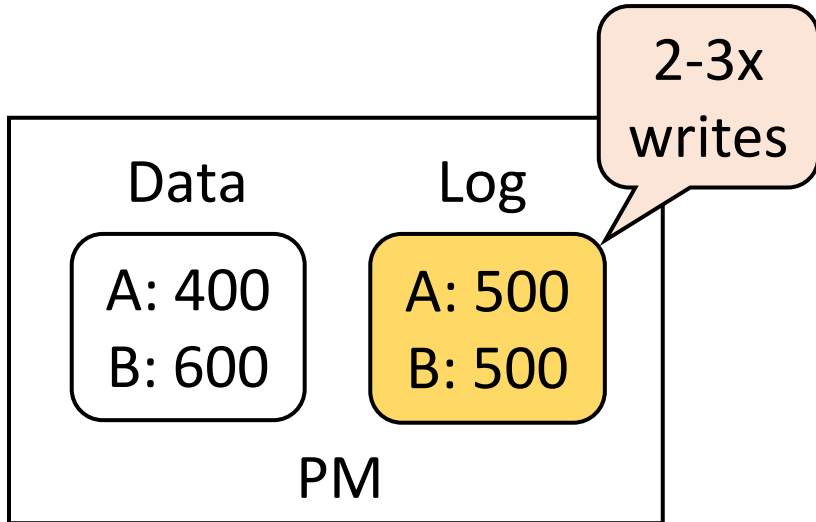 2-3x
writes
Data
Log
A: 400
B: 600
A: 500
B: 500
PM